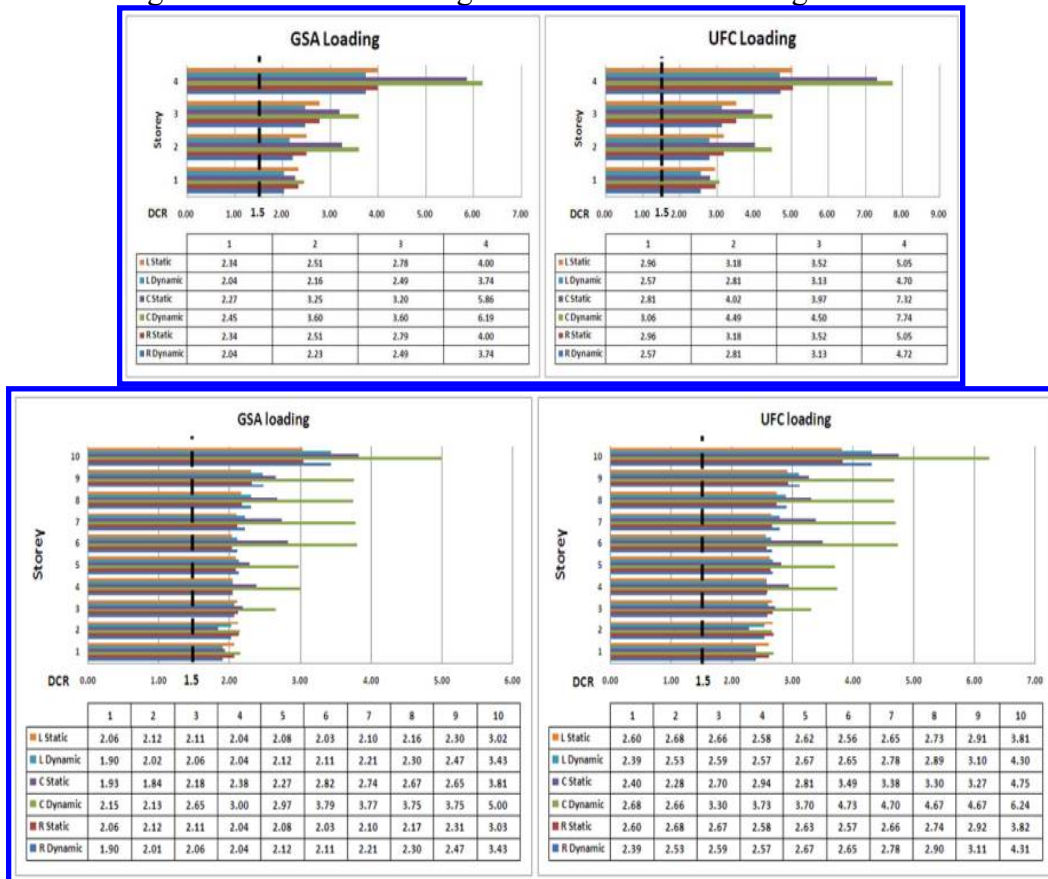 GSA Loading
Storey
4
3
2
1
DCR 0.00 1.00 1.5 2.00 3.00 4.00 5.00 6.00 7.00
1 2 3 4
L Static 2.34 2.51 2.78 4.00
L Dynamic 2.04 2.16 2.49 3.74
C Static 2.27 3.25 3.20 5.86
C Dynamic 2.45 3.60 3.60 6.19
R Static 2.34 2.51 2.79 4.00
R Dynamic 2.04 2.23 2.49 3.74
UFC Loading
Storey
4
3
2
1
DCR 0.00 1.00 1.5 2.00 3.00 4.00 5.00 6.00 7.00 8.00 9.00
1 2 3 4
L Static 2.96 3.18 3.52 5.05
L Dynamic 2.57 2.81 3.13 4.70
C Static 2.81 4.02 3.97 7.32
C Dynamic 3.06 4.49 4.50 7.74
R Static 2.96 3.18 3.52 5.05
R Dynamic 2.57 2.81 3.13 4.72
GSA loading
Storey
10
9
8
7
6
5
4
3
2
1
DCR 0.00 1.00 1.5 2.00 3.00 4.00 5.00 6.00
1 2 3 4 5 6 7 8 9 10
L Static 2.06 2.12 2.11 2.04 2.08 2.03 2.10 2.16 2.30 3.02
L Dynamic 1.90 2.02 2.06 2.04 2.12 2.11 2.21 2.30 2.47 3.43
C Static 1.93 1.84 2.18 2.38 2.27 2.82 2.74 2.67 2.65 3.81
C Dynamic 2.15 2.13 2.65 3.00 2.97 3.79 3.77 3.75 3.75 5.00
R Static 2.06 2.12 2.11 2.04 2.08 2.03 2.10 2.17 2.31 3.03
R Dynamic 1.90 2.01 2.06 2.04 2.12 2.11 2.21 2.30 2.47 3.43
UFC loading
Storey
10
9
8
7
6
5
4
3
2
1
DCR 0.00 1.00 1.5 2.00 3.00 4.00 5.00 6.00 7.00
1 2 3 4 5 6 7 8 9 10
L Static 2.60 2.68 2.66 2.58 2.62 2.56 2.65 2.73 2.91 3.81
L Dynamic 2.39 2.53 2.59 2.57 2.67 2.65 2.78 2.89 3.10 4.30
C Static 2.40 2.28 2.70 2.94 2.81 3.49 3.38 3.30 3.27 4.75
C Dynamic 2.68 2.66 3.30 3.73 3.70 4.73 4.70 4.67 4.67 6.24
R Static 2.60 2.68 2.67 2.58 2.63 2.57 2.66 2.74 2.92 3.82
R Dynamic 2.39 2.53 2.59 2.57 2.67 2.65 2.78 2.90 3.11 4.31